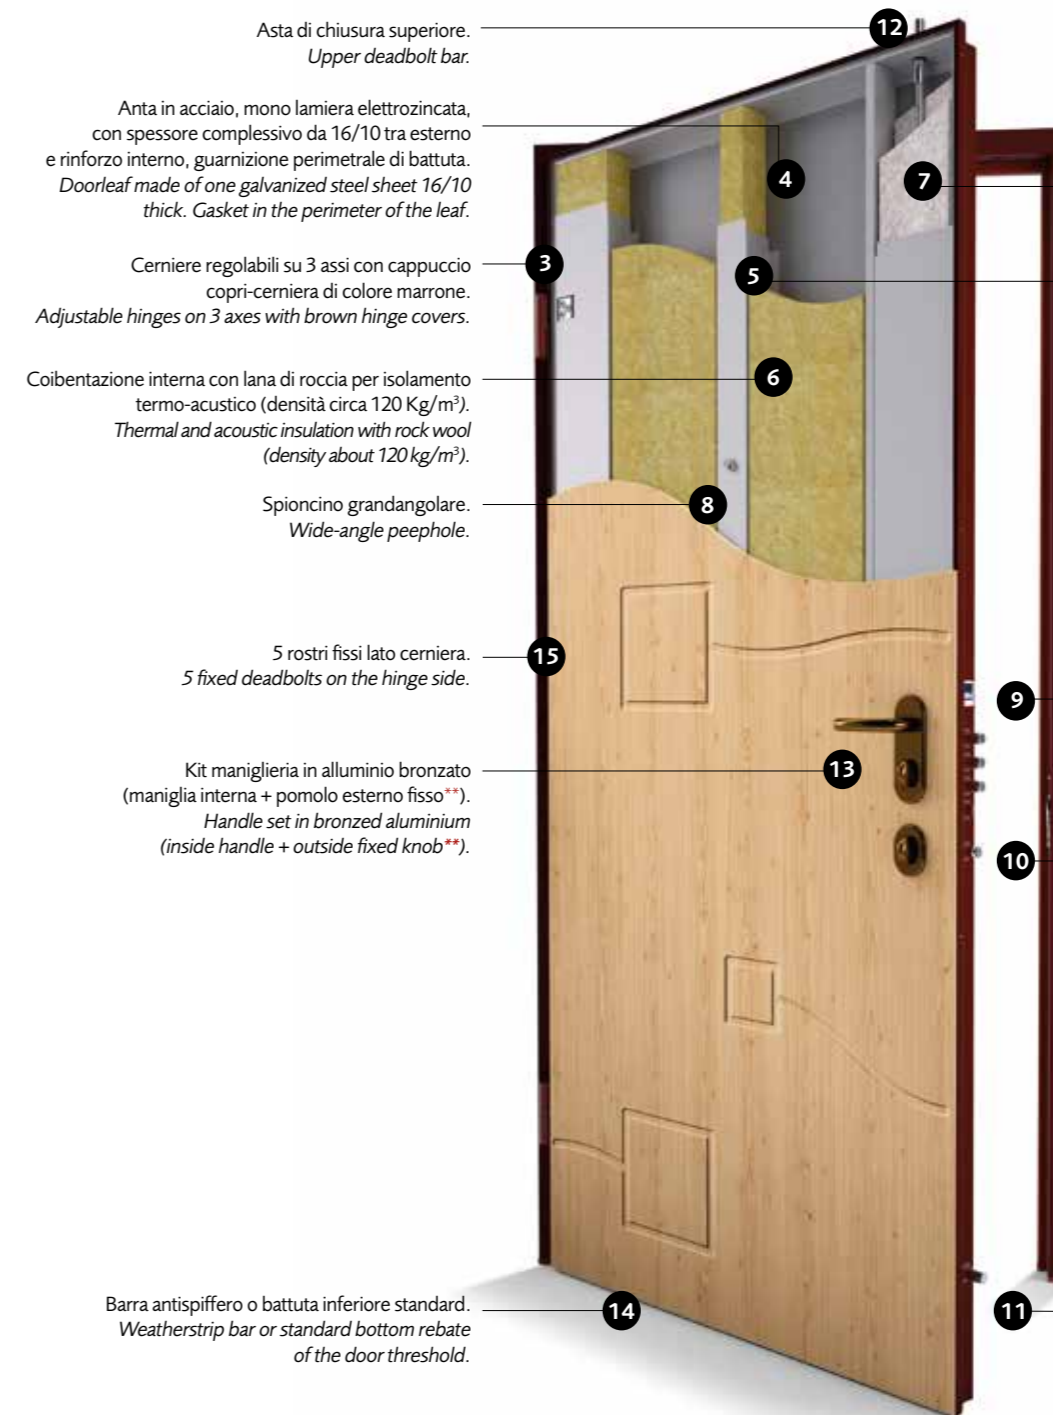 Asta di chiusura superiore.
Upper deadbolt bar.
12
Anta in acciaio, mono lamiera elettrozincata,
con spessore complessivo da 16/10 tra esterno
e rinforzo interno, guarnizione perimetrale di battuta.
Doorleaf made of one galvanized steel sheet 16/10
thick. Gasket in the perimeter of the leaf.
4
7
Cerniere regolabili su 3 assi con cappuccio
copri-cerniera di colore marrone.
Adjustable hinges on 3 axes with brown hinge covers.
3
5
Coibentazione interna con lana di roccia per isolamento
termo-acustico (densità circa 120 Kg/m³).
Thermal and acoustic insulation with rock wool
(density about 120 kg/m³).
6
Spioncino grandangolare.
Wide-angle peephole.
8
5 rostri fissi lato cerniera.
5 fixed deadbolts on the hinge side.
15
9
Kit maniglieria in alluminio bronzato
(maniglia interna + pomolo esterno fisso**).
Handle set in bronzed aluminium
(inside handle + outside fixed knob**).
13
10
Barra antispiffero o battuta inferiore standard.
Weatherstrip bar or standard bottom rebate
of the door threshold.
14
11